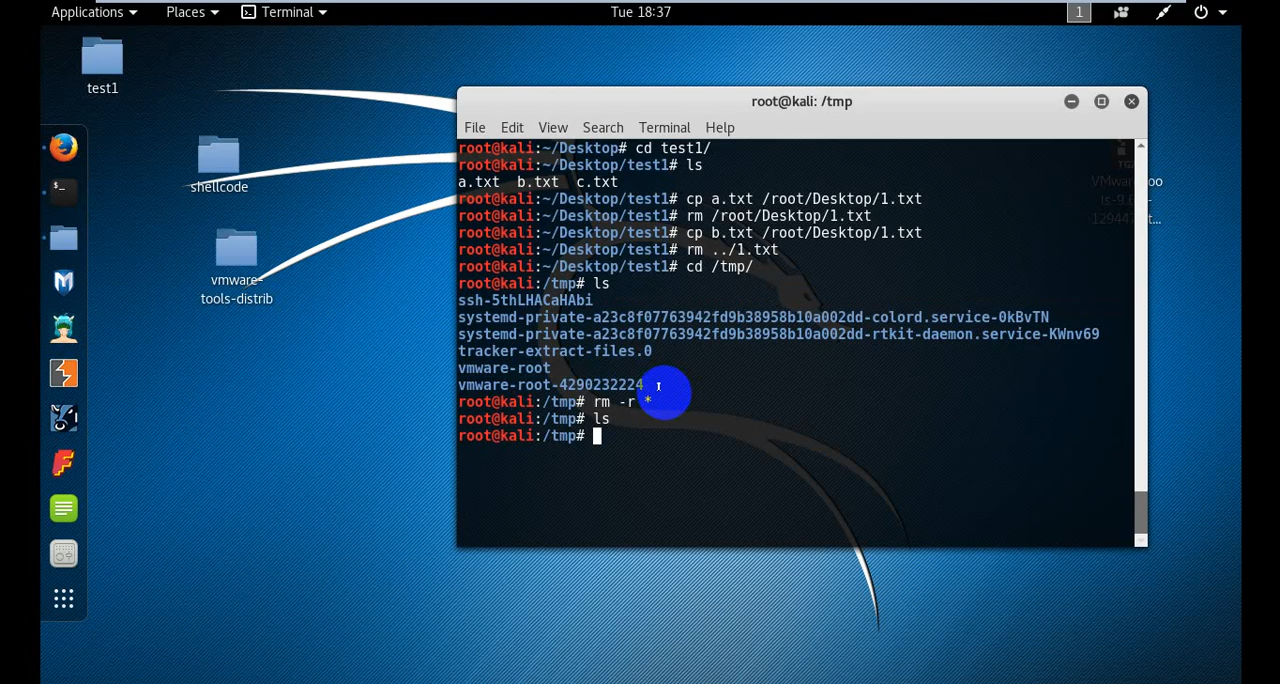 Applications Places Terminal Tue 18:37 1
test1
shellcode
vmware-
tools-distrib
root@kali: /tmp
File Edit View Search Terminal Help
root@kali:~/Desktop# cd test1/
root@kali:~/Desktop/test1# ls
a.txt b.txt c.txt
root@kali:~/Desktop/test1# cp a.txt /root/Desktop/1.txt
root@kali:~/Desktop/test1# rm /root/Desktop/1.txt
root@kali:~/Desktop/test1# cp b.txt /root/Desktop/1.txt
root@kali:~/Desktop/test1# rm ../1.txt
root@kali:~/Desktop/test1# cd /tmp/
root@kali:/tmp# ls
ssh-5thLHACaHAbi
systemd-private-a23c8f07763942fd9b38958b10a002dd-colord.service-0kBvTN
systemd-private-a23c8f07763942fd9b38958b10a002dd-rtkit-daemon.service-KWnv69
tracker-extract-files.0
vmware-root
vmware-root-4290232224
root@kali:/tmp# rm -r *
root@kali:/tmp# ls
root@kali:/tmp#